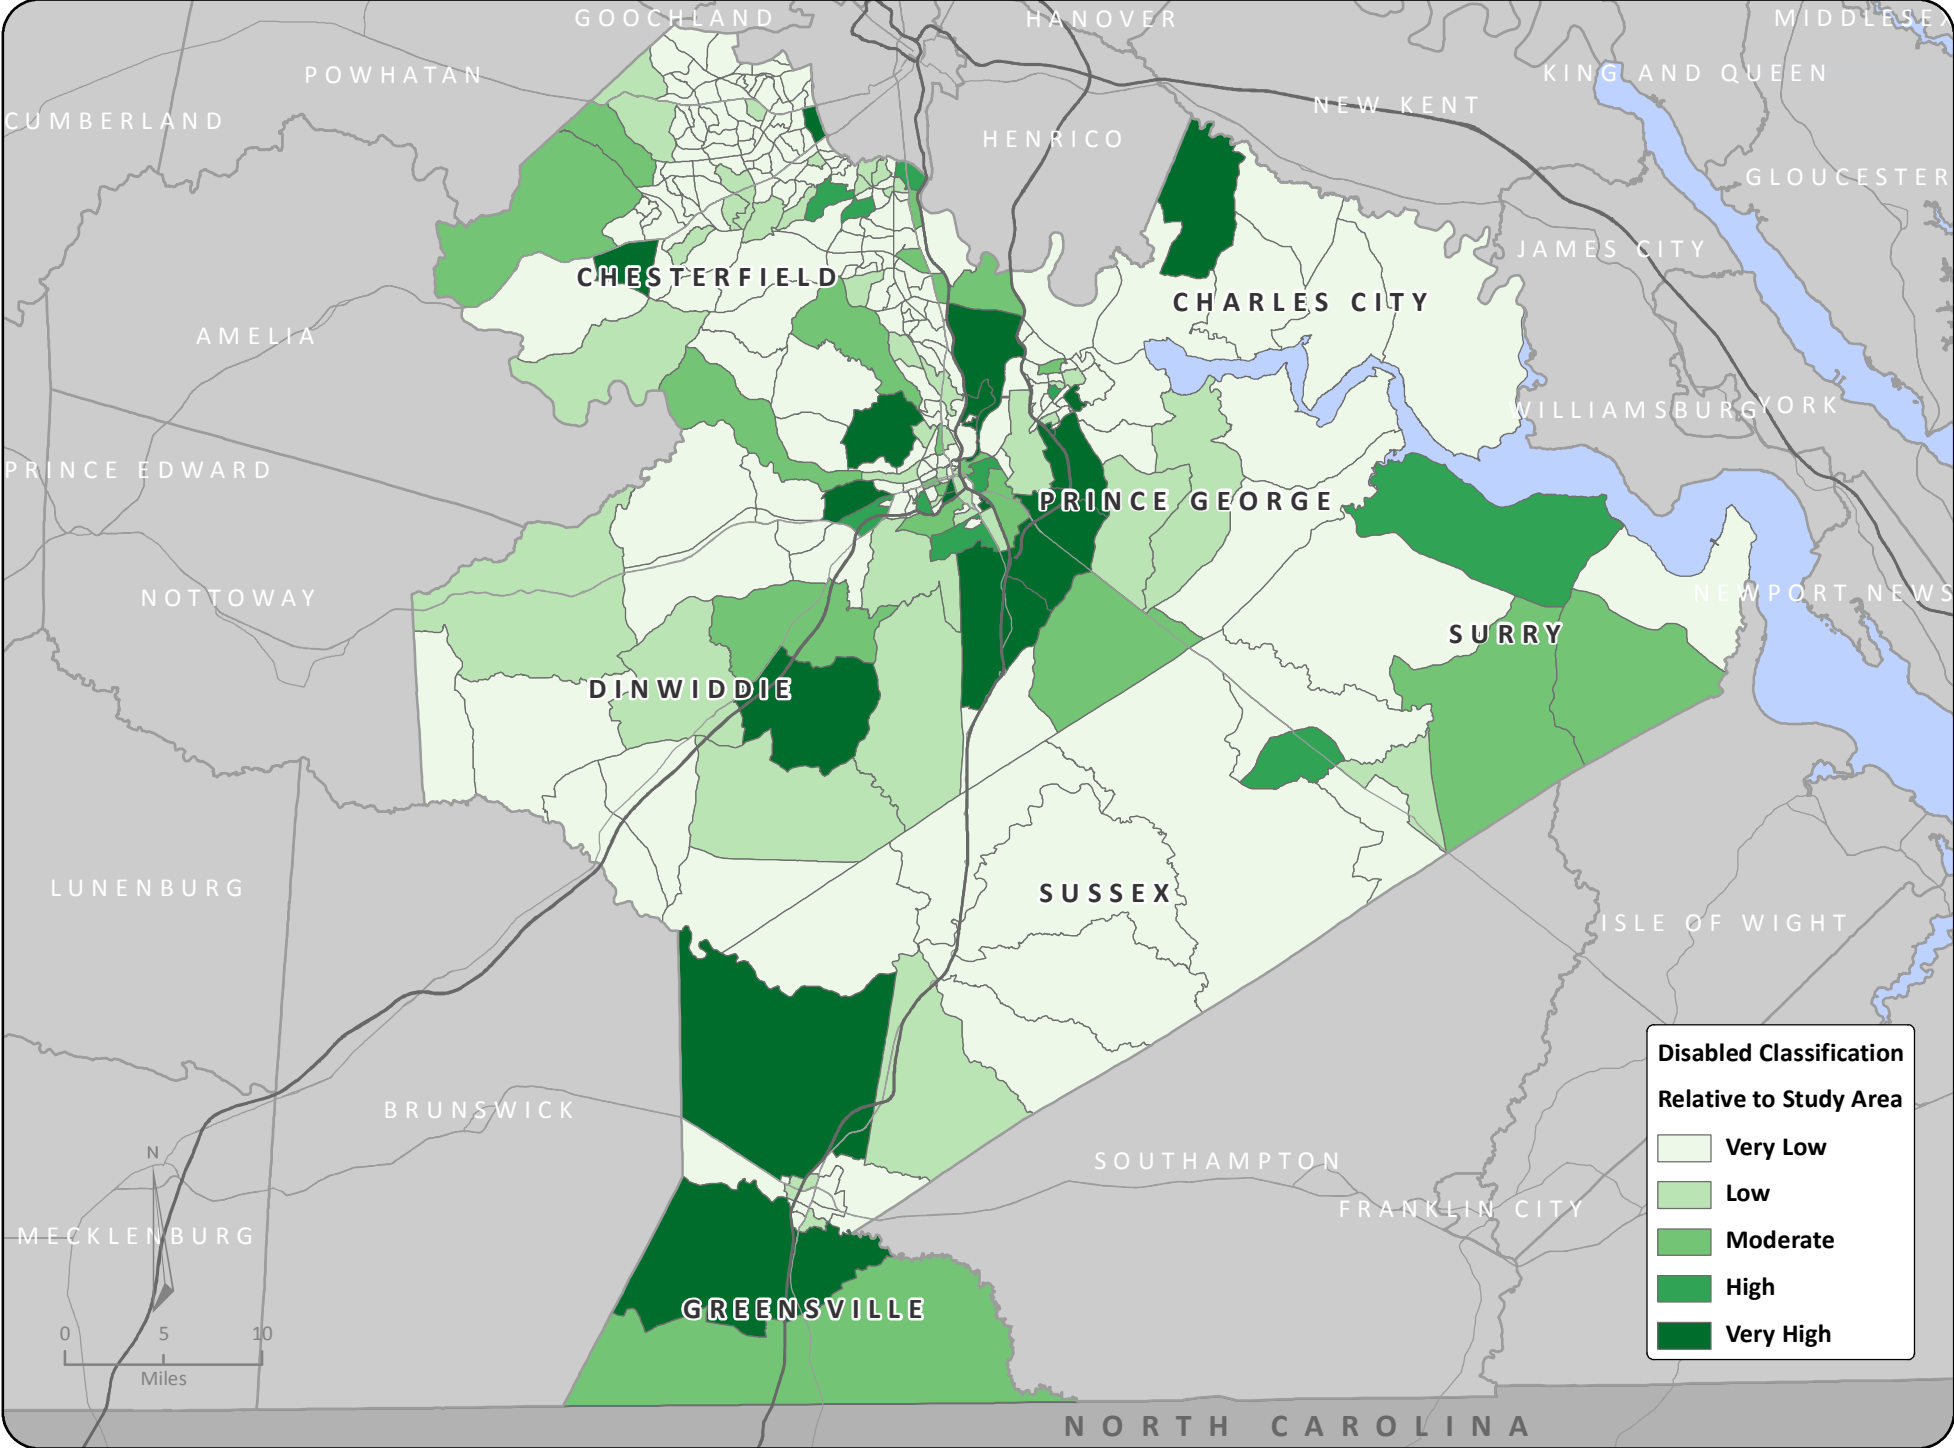 GOOCHLAND
HANOVER
MIDDLESEX
POWHATAN
KING AND QUEEN
NEW KENT
CUMBERLAND
HENRICO
GLOUCESTER
JAMES CITY
CHESTERFIELD
CHARLES CITY
AMELIA
WILLIAMSBURG
YORK
PRINCE EDWARD
PRINCE GEORGE
NOTTOWAY
NEWPORT NEWS
SURRY
DINWIDDIE
LUNENBURG
SUSSEX
ISLE OF WIGHT
BRUNSWICK
SOUTHAMPTON
FRANKLIN CITY
MECKLENBURG
GREENSVILLE
NORTH CAROLINA
N
0 5 10
Miles
Disabled Classification
Relative to Study Area
Very Low
Low
Moderate
High
Very High